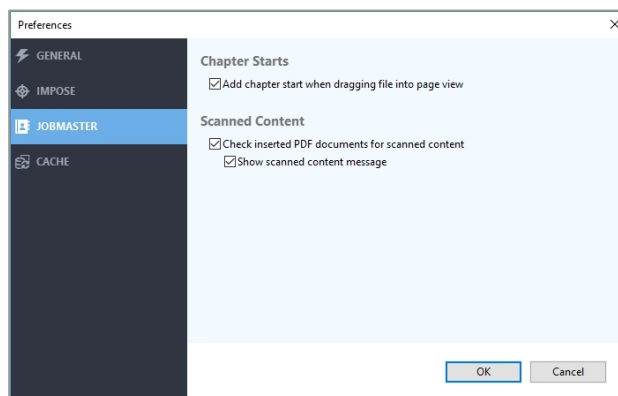 Preferences
GENERAL
IMPOSE
JOBMASTER
CACHE
Chapter Starts
Add chapter start when dragging file into page view
Scanned Content
Check inserted PDF documents for scanned content
Show scanned content message
OK
Cancel